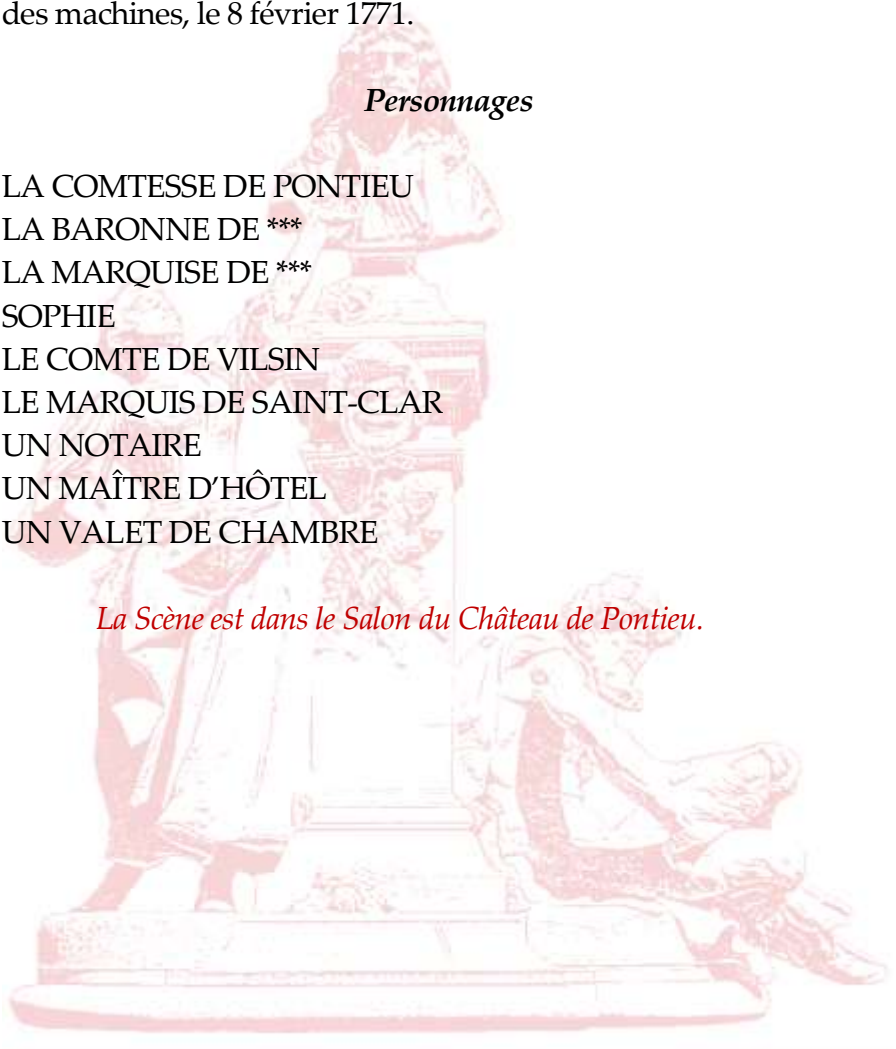 des machines, le 8 février 1771.
Personnages
LA COMTESSE DE PONTIEU
LA BARONNE DE ***
LA MARQUISE DE ***
SOPHIE
LE COMTE DE VILSIN
LE MARQUIS DE SAINT-CLAR
UN NOTAIRE
UN MAÎTRE D’HÔTEL
UN VALET DE CHAMBRE
La Scène est dans le Salon du Château de Pontieu.